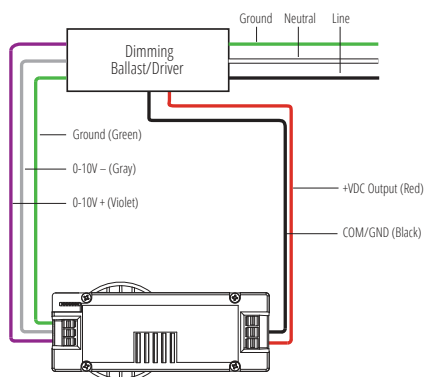 Ground Neutral Line
Dimming
Ballast/Driver
Ground (Green)
0-10V – (Gray)
0-10V + (Violet)
+VDC Output (Red)
COM/GND (Black)